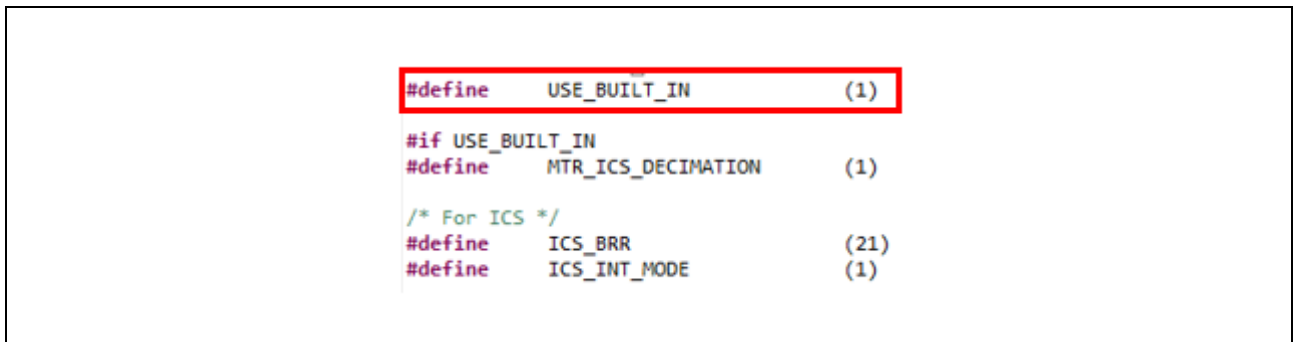 #define USE_BUILT_IN (1)
#if USE_BUILT_IN
#define MTR_ICS_DECIMATION (1)
/* For ICS */
#define ICS_BRR (21)
#define ICS_INT_MODE (1)